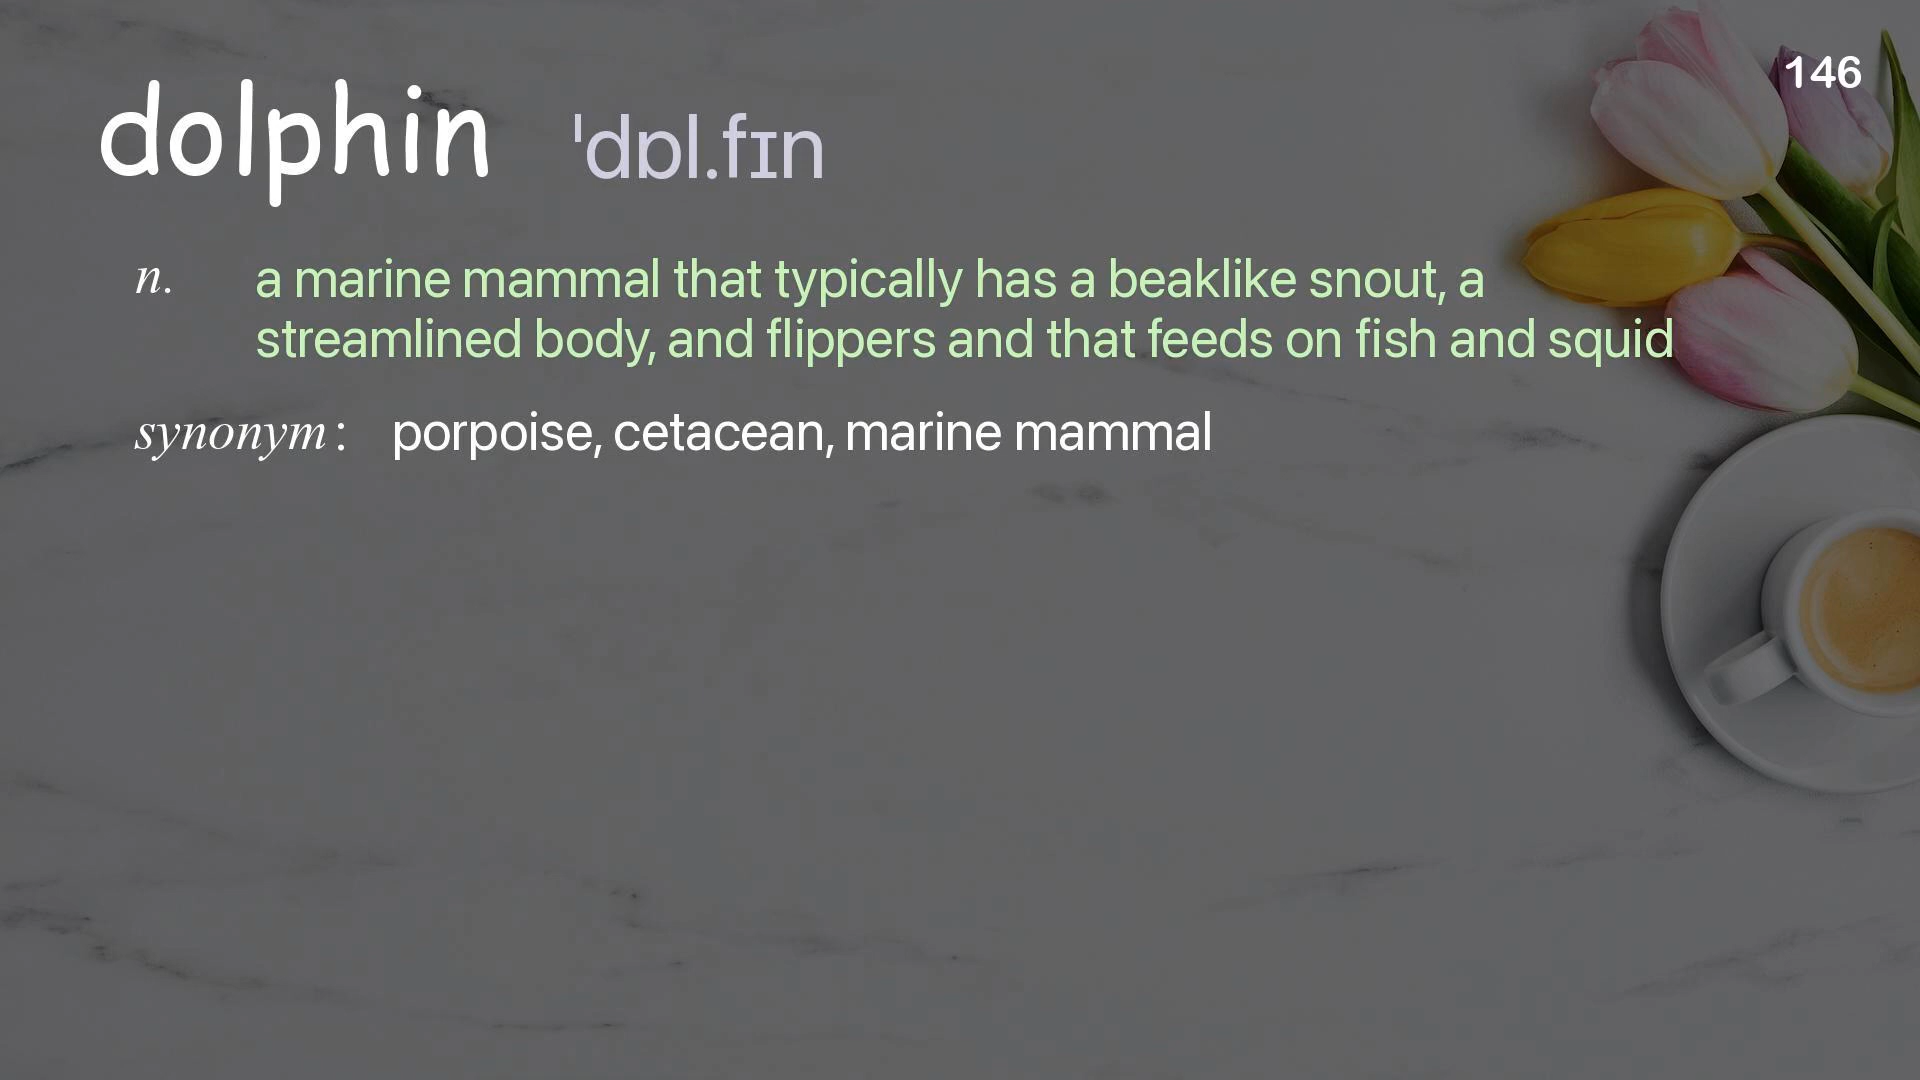 146
dolphin ˈdɒl.fɪn
n. a marine mammal that typically has a beaklike snout, a
streamlined body, and flippers and that feeds on fish and squid
synonym: porpoise, cetacean, marine mammal